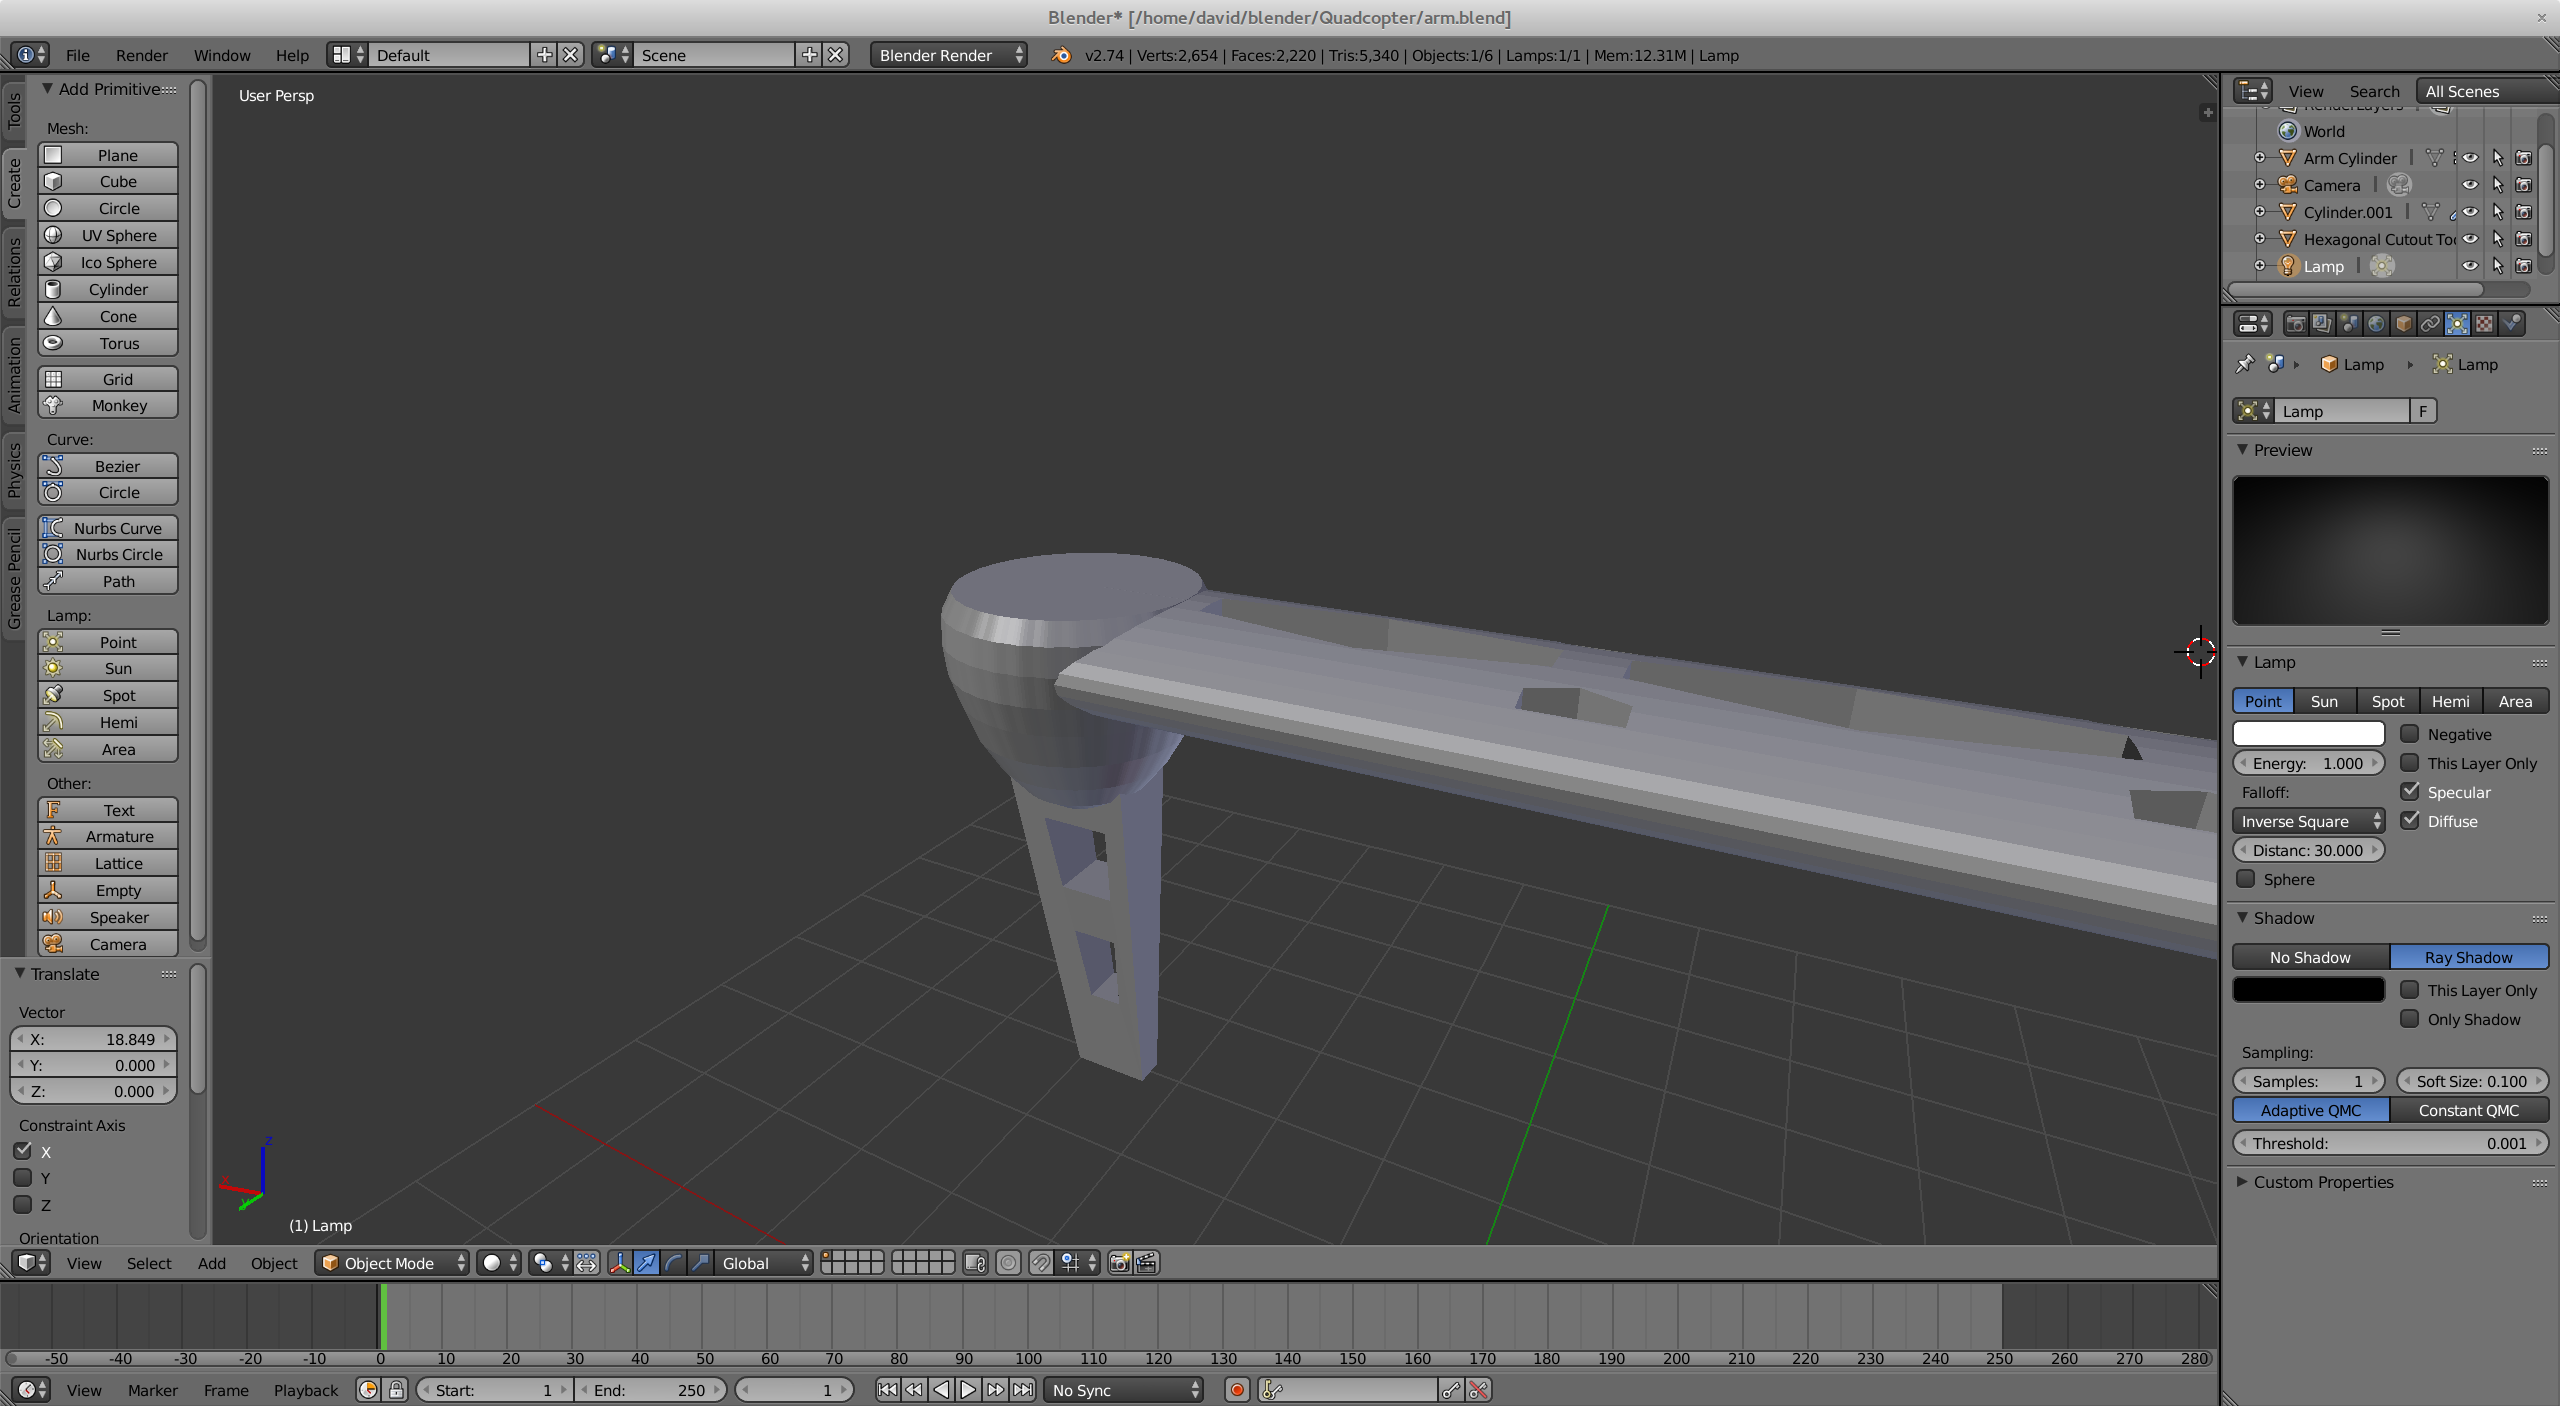 Blender* [/home/david/blender/Quadcopter/arm.blend]
File Render Window Help Default Scene Blender Render v2.74 | Verts:2,654 | Faces:2,220 | Tris:5,340 | Objects:1/6 | Lamps:1/1 | Mem:12.31M | Lamp
Tools
Create
Relations
Animation
Physics
Grease Pencil
Add Primitive
Mesh:
Plane
Cube
Circle
UV Sphere
Ico Sphere
Cylinder
Cone
Torus
Grid
Monkey
Curve:
Bezier
Circle
Nurbs Curve
Nurbs Circle
Path
Lamp:
Point
Sun
Spot
Hemi
Area
Other:
Text
Armature
Lattice
Empty
Speaker
Camera
Translate
Vector
X: 18.849
Y: 0.000
Z: 0.000
Constraint Axis
X
Y
Z
Orientation
User Persp
z
x
y
(1) Lamp
View Select Add Object Object Mode Global
-50 -40 -30 -20 -10 0 10 20 30 40 50 60 70 80 90 100 110 120 130 140 150 160 170 180 190 200 210 220 230 240 250 260 270 280
View Marker Frame Playback Start: 1 End: 250 1 No Sync
View Search All Scenes
RenderLayers
World
Arm Cylinder
Camera
Cylinder.001
Hexagonal Cutout Too
Lamp
Lamp Lamp
Lamp F
Preview
Lamp
Point Sun Spot Hemi Area
Negative
Energy: 1.000 This Layer Only
Falloff: Specular
Inverse Square Diffuse
Distanc: 30.000
Sphere
Shadow
No Shadow Ray Shadow
This Layer Only
Only Shadow
Sampling:
Samples: 1 Soft Size: 0.100
Adaptive QMC Constant QMC
Threshold: 0.001
Custom Properties